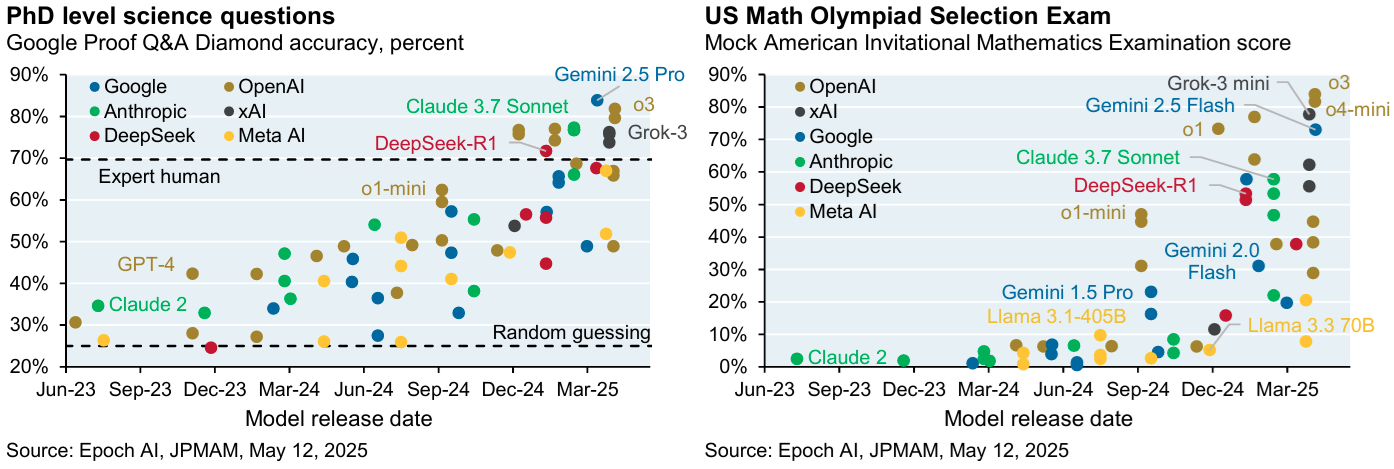 PhD level science questions
Google Proof Q&A Diamond accuracy, percent
90%
80%
70%
60%
50%
40%
30%
20%
Google
OpenAI
Anthropic
xAI
DeepSeek
Meta AI
Gemini 2.5 Pro
Claude 3.7 Sonnet
o3
Grok-3
DeepSeek-R1
Expert human
o1-mini
GPT-4
Claude 2
Random guessing
Jun-23
Sep-23
Dec-23
Mar-24
Jun-24
Sep-24
Dec-24
Mar-25
Model release date
Source: Epoch AI, JPMAM, May 12, 2025
US Math Olympiad Selection Exam
Mock American Invitational Mathematics Examination score
90%
80%
70%
60%
50%
40%
30%
20%
10%
0%
OpenAI
xAI
Google
Anthropic
DeepSeek
Meta AI
Grok-3 mini
o3
Gemini 2.5 Flash
o4-mini
o1
Claude 3.7 Sonnet
DeepSeek-R1
o1-mini
Gemini 2.0
Flash
Gemini 1.5 Pro
Llama 3.1-405B
Llama 3.3 70B
Claude 2
Jun-23
Sep-23
Dec-23
Mar-24
Jun-24
Sep-24
Dec-24
Mar-25
Model release date
Source: Epoch AI, JPMAM, May 12, 2025